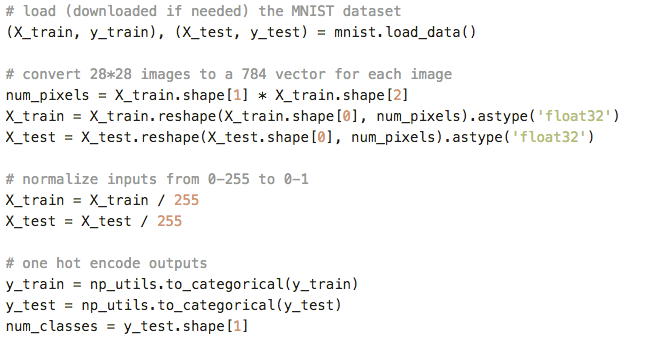 # load (downloaded if needed) the MNIST dataset
(X_train, y_train), (X_test, y_test) = mnist.load_data()

# convert 28*28 images to a 784 vector for each image
num_pixels = X_train.shape[1] * X_train.shape[2]
X_train = X_train.reshape(X_train.shape[0], num_pixels).astype('float32')
X_test = X_test.reshape(X_test.shape[0], num_pixels).astype('float32')

# normalize inputs from 0-255 to 0-1
X_train = X_train / 255
X_test = X_test / 255

# one hot encode outputs
y_train = np_utils.to_categorical(y_train)
y_test = np_utils.to_categorical(y_test)
num_classes = y_test.shape[1]